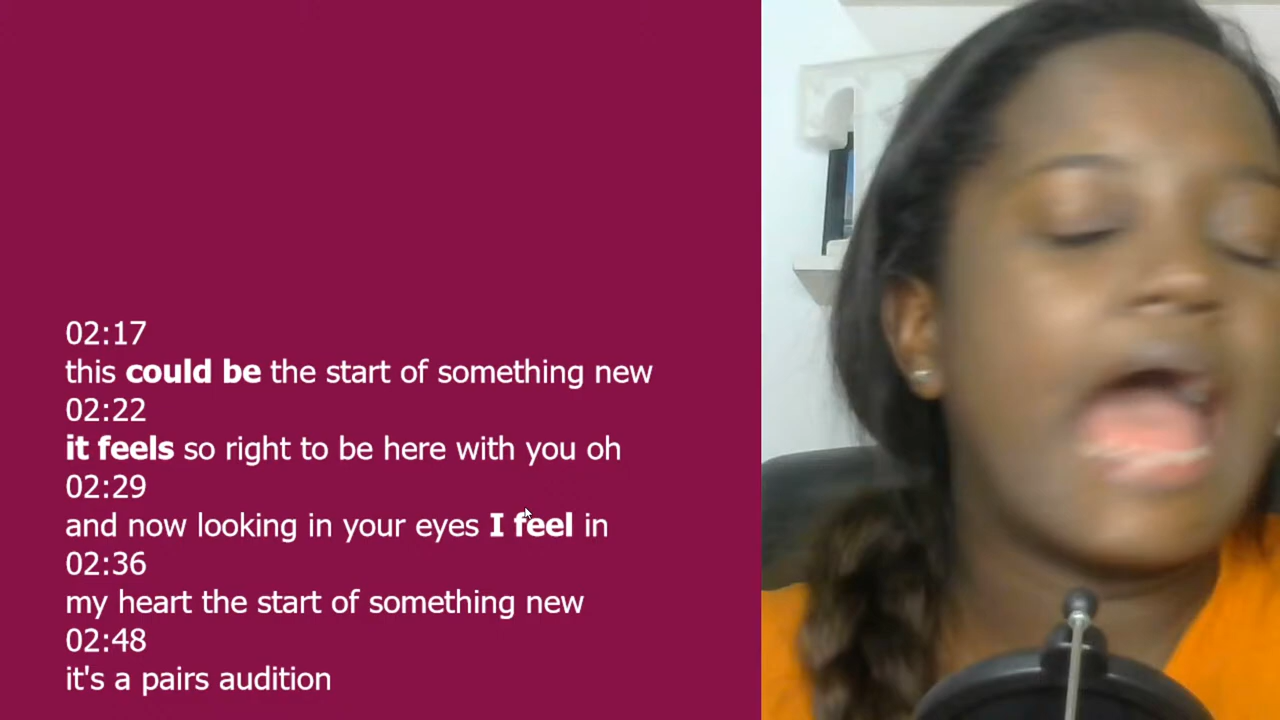 02:17
this could be the start of something new
02:22
it feels so right to be here with you oh
02:29
and now looking in your eyes I feel in
02:36
my heart the start of something new
02:48
it's a pairs audition